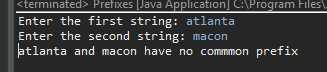 <terminated> Prefixes [Java Application] C:\Program Files\
Enter the first string: atlanta
Enter the second string: macon
atlanta and macon have no commmon prefix